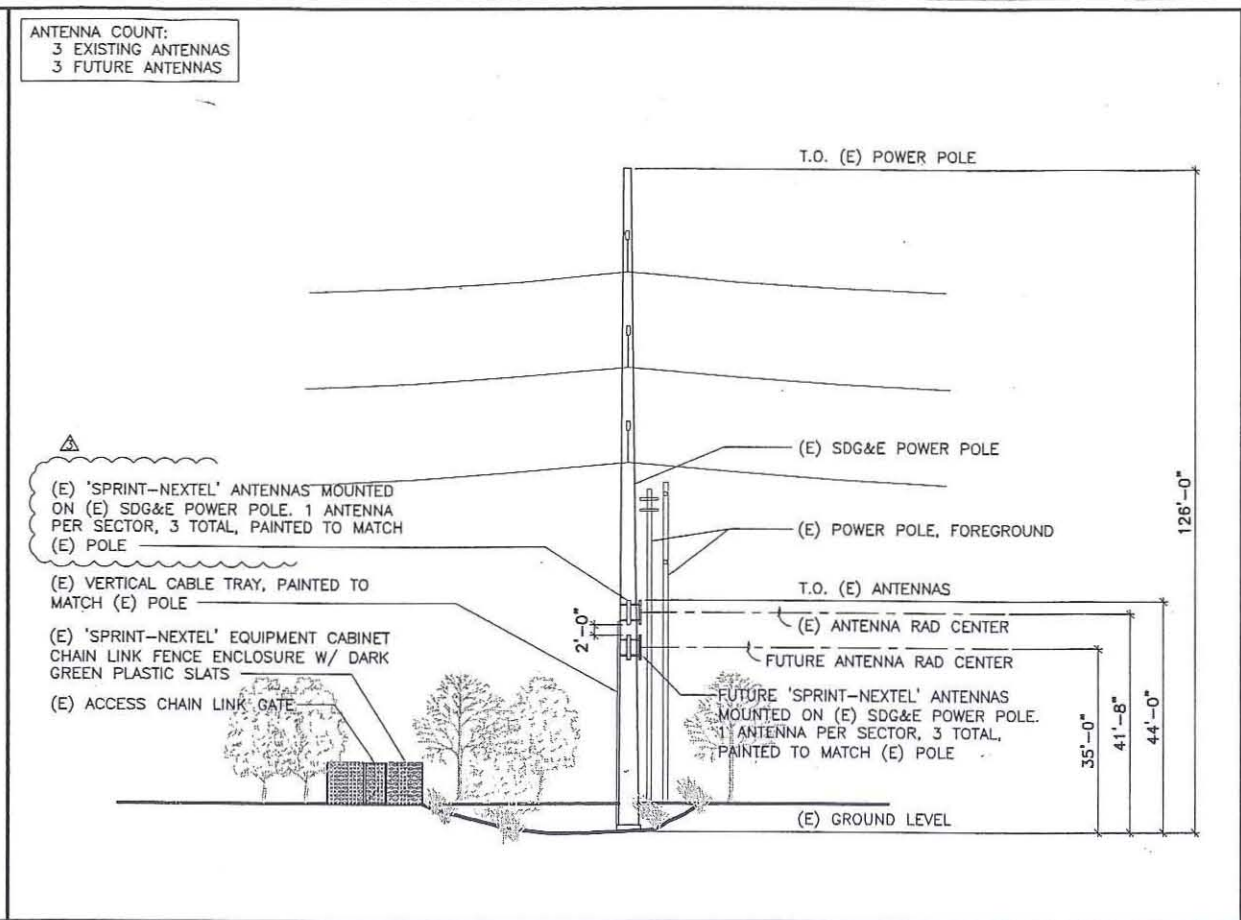 ANTENNA COUNT:
3 EXISTING ANTENNAS
3 FUTURE ANTENNAS
T.O. (E) POWER POLE
126'-0"
(E) SDG&E POWER POLE
3
(E) 'SPRINT-NEXTEL' ANTENNAS MOUNTED
ON (E) SDG&E POWER POLE. 1 ANTENNA
PER SECTOR, 3 TOTAL, PAINTED TO MATCH
(E) POLE
(E) POWER POLE, FOREGROUND
(E) VERTICAL CABLE TRAY, PAINTED TO
MATCH (E) POLE
T.O. (E) ANTENNAS
2'-0"
(E) ANTENNA RAD CENTER
(E) 'SPRINT-NEXTEL' EQUIPMENT CABINET
CHAIN LINK FENCE ENCLOSURE W/ DARK
GREEN PLASTIC SLATS
FUTURE ANTENNA RAD CENTER
(E) ACCESS CHAIN LINK GATE
FUTURE 'SPRINT-NEXTEL' ANTENNAS
MOUNTED ON (E) SDG&E POWER POLE.
1 ANTENNA PER SECTOR, 3 TOTAL,
PAINTED TO MATCH (E) POLE
35'-0"
41'-8"
44'-0"
(E) GROUND LEVEL